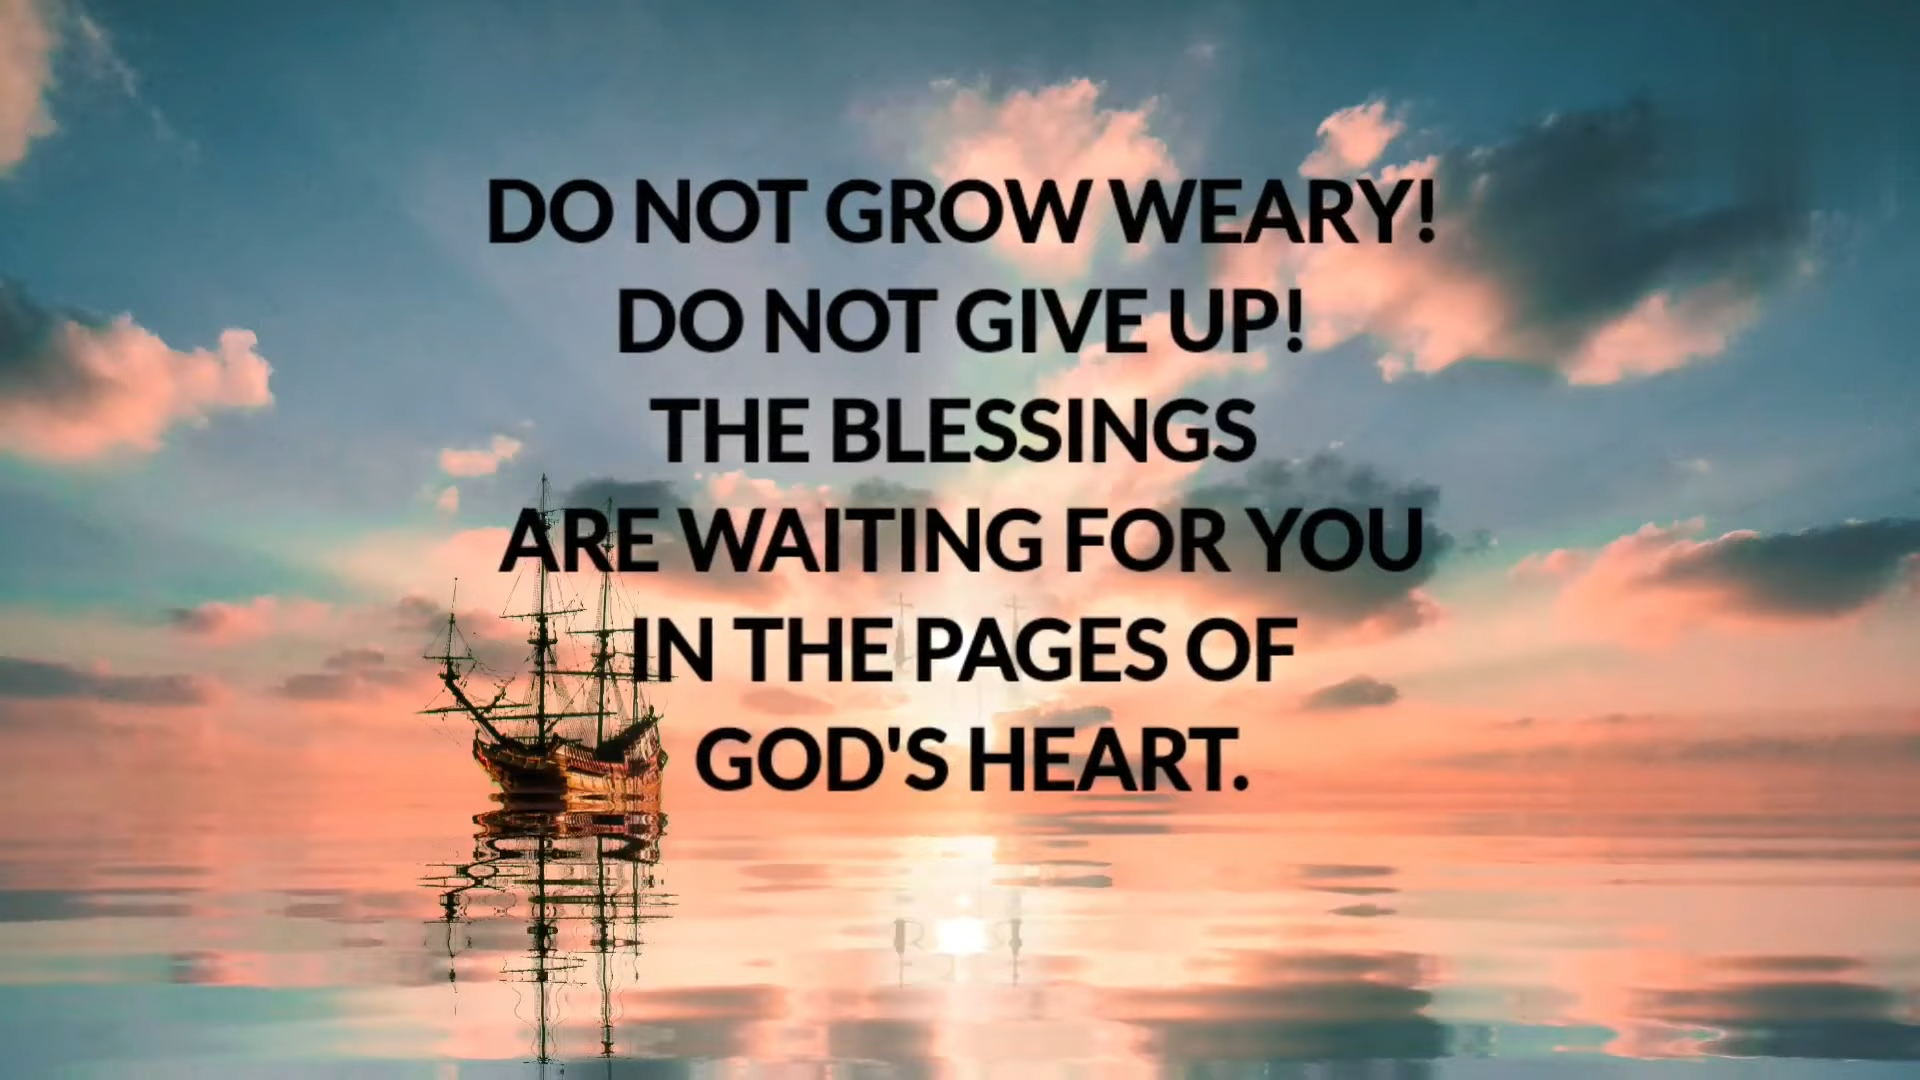 DO NOT GROW WEARY!
DO NOT GIVE UP!
THE BLESSINGS
ARE WAITING FOR YOU
IN THE PAGES OF
GOD'S HEART.